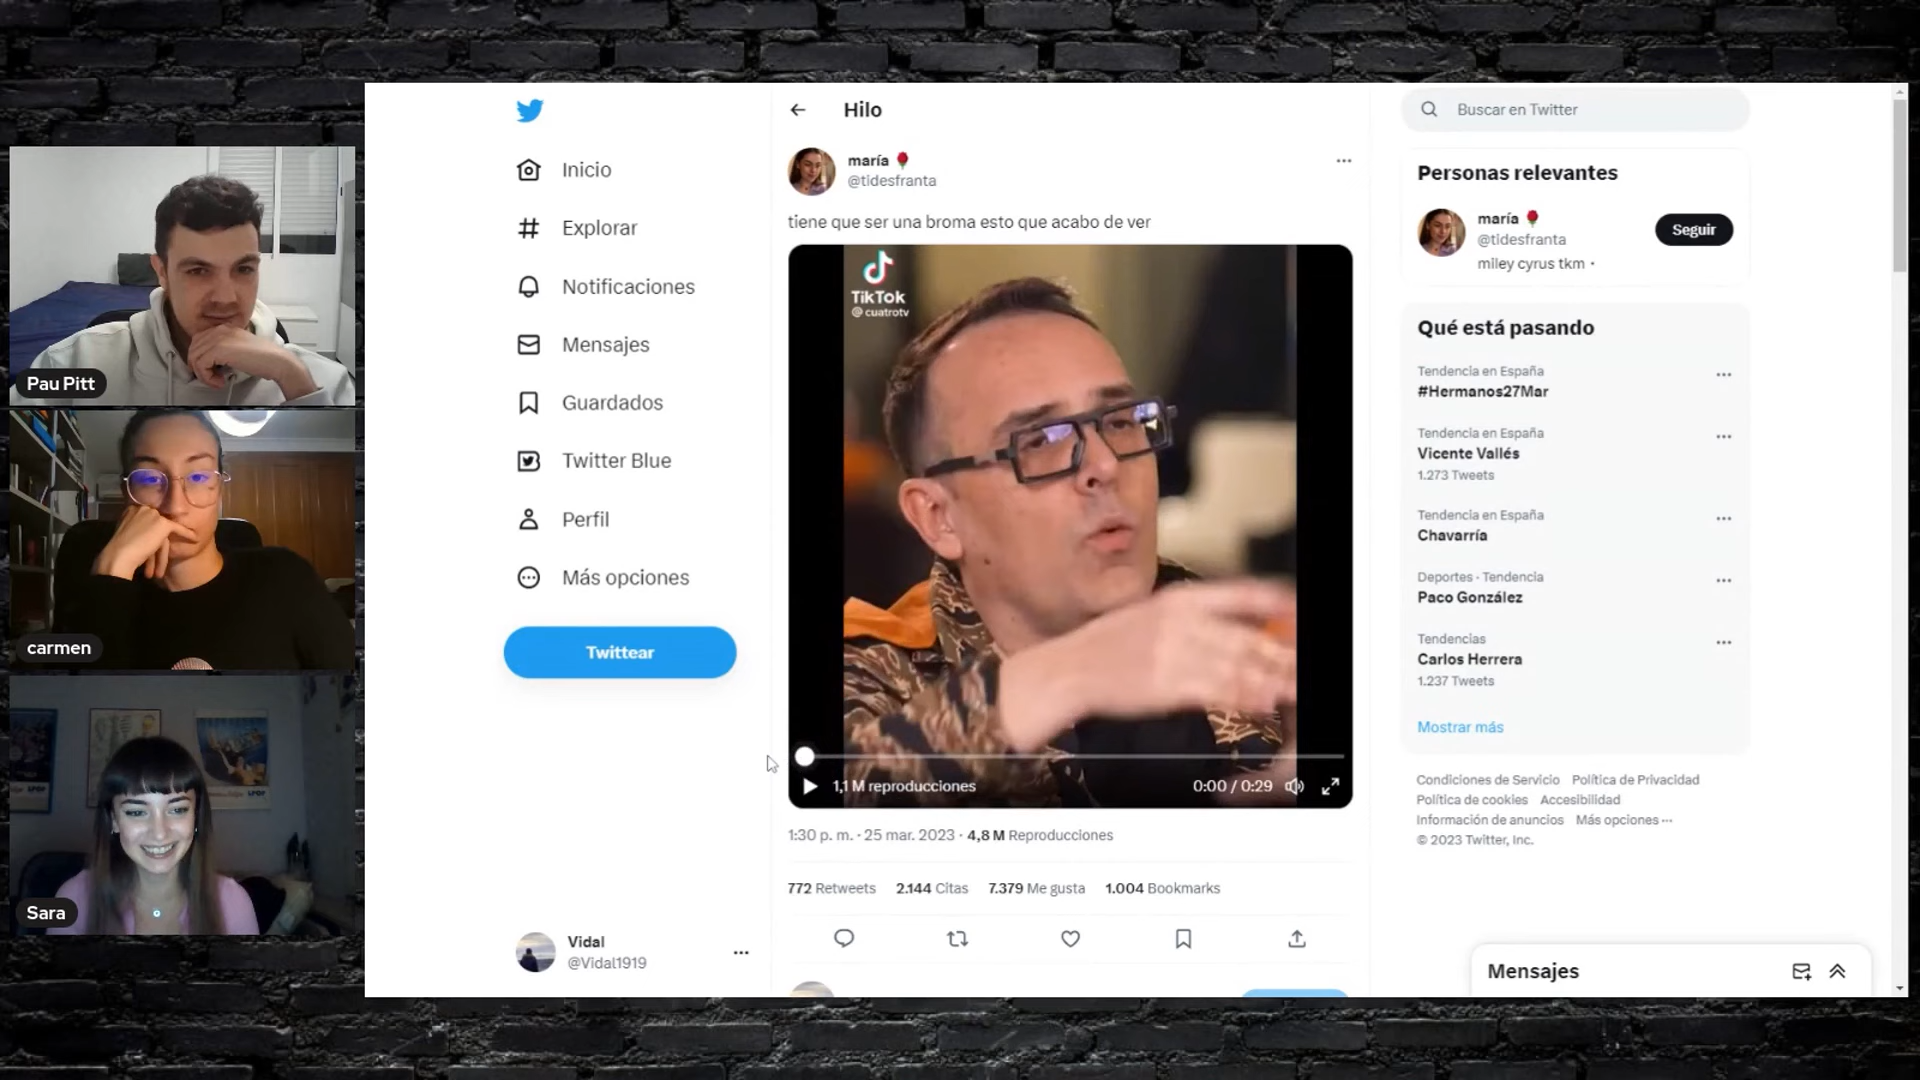 Pau Pitt
carmen
Sara
Inicio
Explorar
Notificaciones
Mensajes
Guardados
Twitter Blue
Perfil
Más opciones
Twittear
Vidal
@Vidal1919
Hilo
maría
@tidesfranta
tiene que ser una broma esto que acabo de ver
TikTok
@cuatrotv
1,1 M reproducciones
0:00 / 0:29
1:30 p. m. · 25 mar. 2023 · 4,8 M Reproducciones
772 Retweets 2.144 Citas 7.379 Me gusta 1.004 Bookmarks
Buscar en Twitter
Personas relevantes
maría
@tidesfranta
miley cyrus tkm •
Seguir
Qué está pasando
Tendencia en España
#Hermanos27Mar
Tendencia en España
Vicente Vallés
1.273 Tweets
Tendencia en España
Chavarría
Deportes · Tendencia
Paco González
Tendencias
Carlos Herrera
1.237 Tweets
Mostrar más
Condiciones de Servicio Política de Privacidad
Política de cookies Accesibilidad
Información de anuncios Más opciones ···
© 2023 Twitter, Inc.
Mensajes